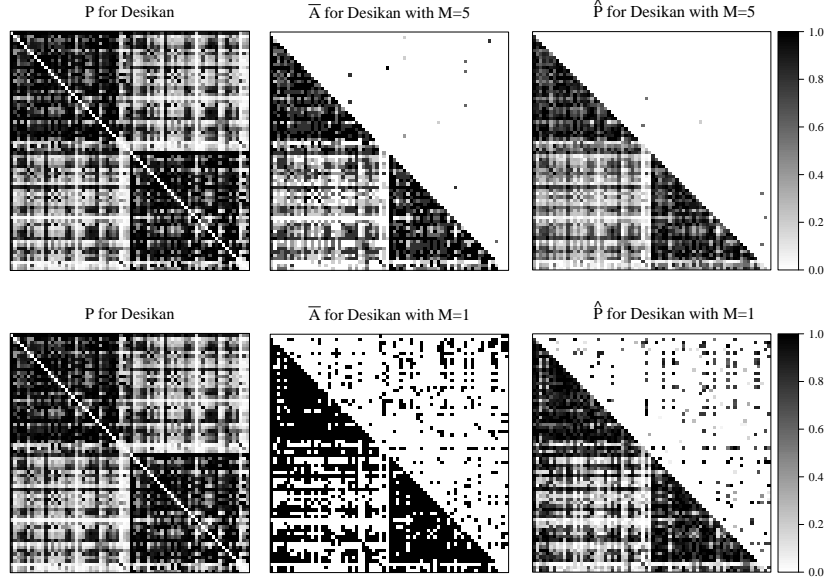 P for Desikan
A̅ for Desikan with M=5
P̂ for Desikan with M=5
1.0
0.8
0.6
0.4
0.2
0.0
P for Desikan
A̅ for Desikan with M=1
P̂ for Desikan with M=1
1.0
0.8
0.6
0.4
0.2
0.0